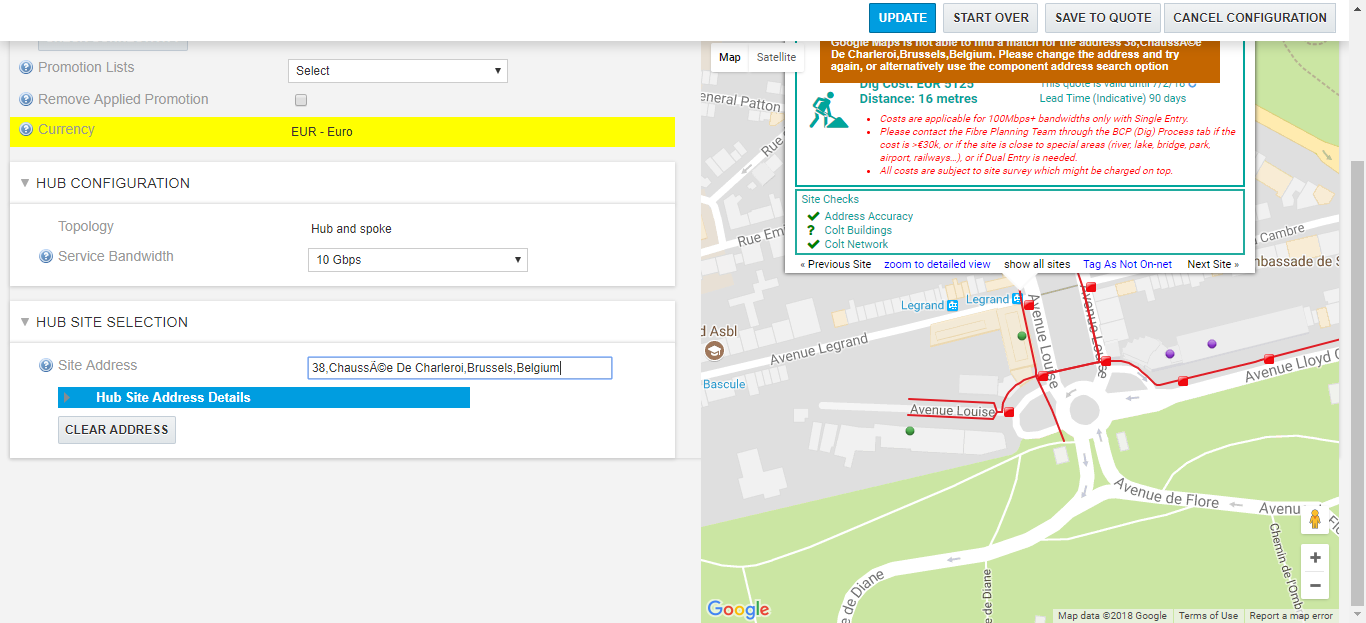 UPDATE
START OVER
SAVE TO QUOTE
CANCEL CONFIGURATION
Promotion Lists
Select
Remove Applied Promotion
Currency
EUR - Euro
HUB CONFIGURATION
Topology
Hub and spoke
Service Bandwidth
10 Gbps
HUB SITE SELECTION
Site Address
38,ChaussÃ©e De Charleroi,Brussels,Belgium
Hub Site Address Details
CLEAR ADDRESS
Map
Satellite
Google Maps is not able to find a match for the address 38,ChaussÃ©e
De Charleroi,Brussels,Belgium. Please change the address and try
again, or alternatively use the component address search option
Dig Cost: EUR 5125
Distance: 16 metres
This quote is valid until 7/2/18
Lead Time (Indicative) 90 days
Costs are applicable for 100Mbps+ bandwidths only with Single Entry.
Please contact the Fibre Planning Team through the BCP (Dig) Process tab if the
cost is >€30k, or if the site is close to special areas (river, lake, bridge, park,
airport, railways...), or if Dual Entry is needed.
All costs are subject to site survey which might be charged on top.
Site Checks
Address Accuracy
? Colt Buildings
Colt Network
« Previous Site
zoom to detailed view
show all sites
Tag As Not On-net
Next Site »
eneral Patton
Rue
Rue Em
Cambre
bassade de S
Legrand
Legrand
Avenue Louise
Avenue Louise
d Asbl
Avenue Legrand
Bascule
Avenue Lloyd G
Avenue Louise
Avenue de Flore
Avenu
Flo
Chemin de l'Omb
de Diane
e de Diane
Google
Map data ©2018 Google
Terms of Use
Report a map error